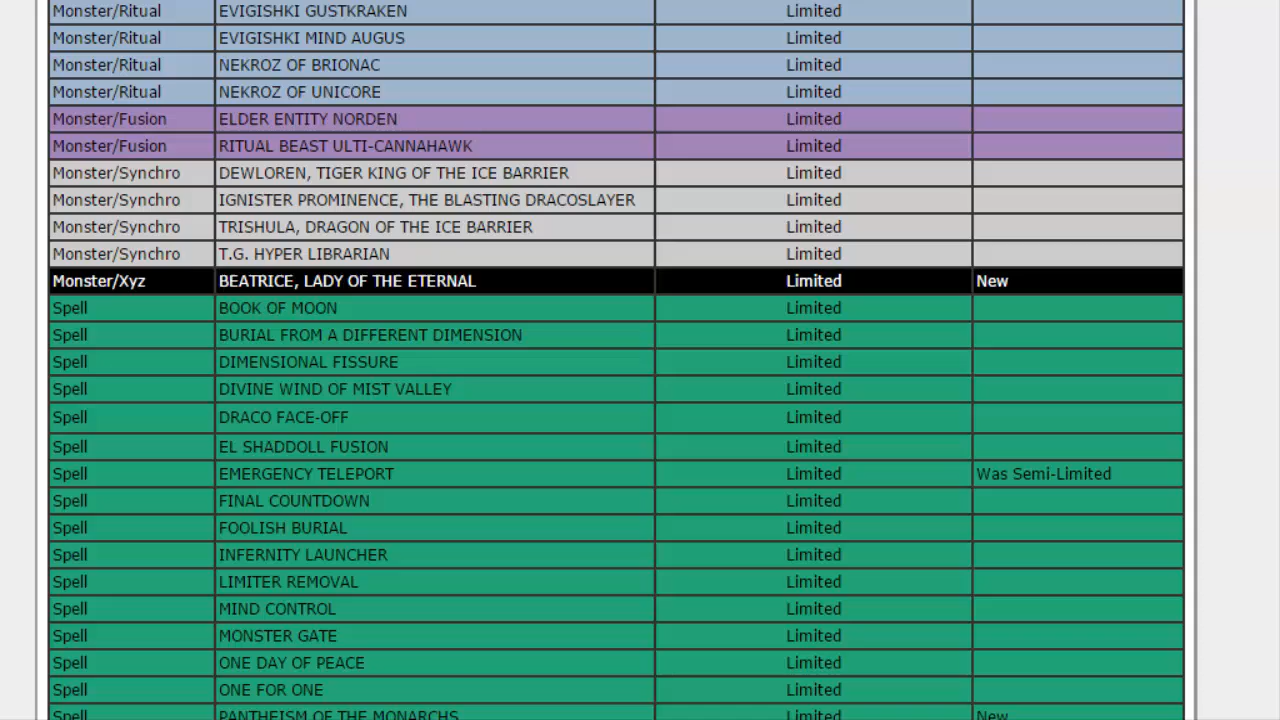 Monster/Ritual EVIGISHKI GUSTKRAKEN Limited
Monster/Ritual EVIGISHKI MIND AUGUS Limited
Monster/Ritual NEKROZ OF BRIONAC Limited
Monster/Ritual NEKROZ OF UNICORE Limited
Monster/Fusion ELDER ENTITY NORDEN Limited
Monster/Fusion RITUAL BEAST ULTI-CANNAHAWK Limited
Monster/Synchro DEWLOREN, TIGER KING OF THE ICE BARRIER Limited
Monster/Synchro IGNISTER PROMINENCE, THE BLASTING DRACOSLAYER Limited
Monster/Synchro TRISHULA, DRAGON OF THE ICE BARRIER Limited
Monster/Synchro T.G. HYPER LIBRARIAN Limited
Monster/Xyz BEATRICE, LADY OF THE ETERNAL Limited New
Spell BOOK OF MOON Limited
Spell BURIAL FROM A DIFFERENT DIMENSION Limited
Spell DIMENSIONAL FISSURE Limited
Spell DIVINE WIND OF MIST VALLEY Limited
Spell DRACO FACE-OFF Limited
Spell EL SHADDOLL FUSION Limited
Spell EMERGENCY TELEPORT Limited Was Semi-Limited
Spell FINAL COUNTDOWN Limited
Spell FOOLISH BURIAL Limited
Spell INFERNITY LAUNCHER Limited
Spell LIMITER REMOVAL Limited
Spell MIND CONTROL Limited
Spell MONSTER GATE Limited
Spell ONE DAY OF PEACE Limited
Spell ONE FOR ONE Limited
Spell PANTHEISM OF THE MONARCHS Limited New